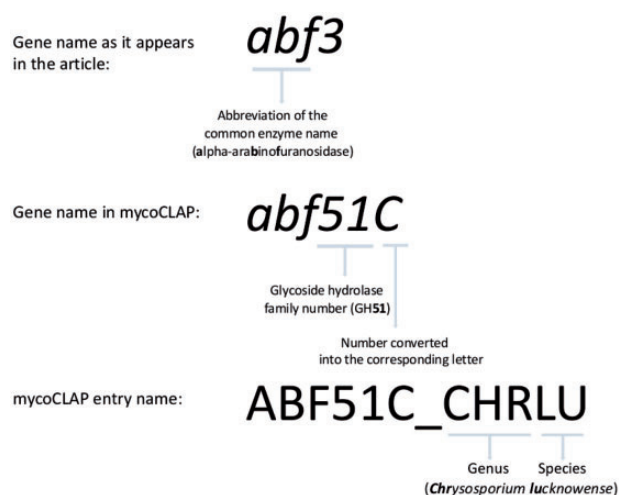 Gene name as it appears
in the article:
abf3
Abbreviation of the
common enzyme name
(alpha-arabinofuranosidase)
Gene name in mycoCLAP:
abf51C
Glycoside hydrolase
family number (GH51)
Number converted
into the corresponding letter
mycoCLAP entry name:
ABF51C_CHRLU
Genus
Species
(Chrysosporium lucknowense)